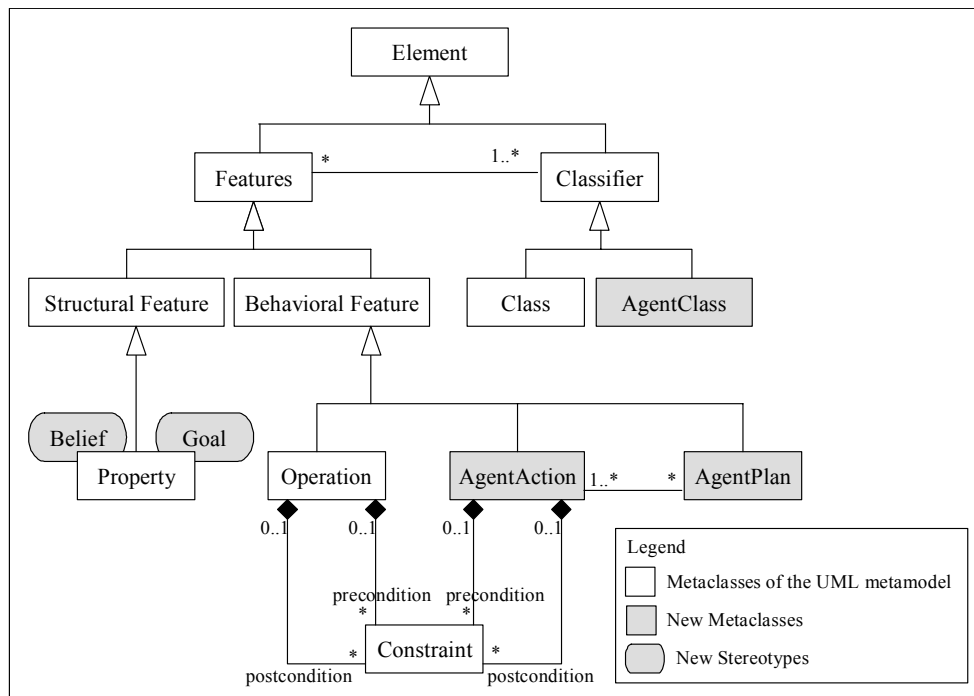 Element
*
1..*
Features
Classifier
Structural Feature
Behavioral Feature
Class
AgentClass
Belief
Goal
Property
Operation
AgentAction
1..*
*
AgentPlan
0..1
0..1
0..1
0..1
Legend
Metaclasses of the UML metamodel
New Metaclasses
New Stereotypes
precondition
precondition
*
*
*
Constraint
*
postcondition
postcondition